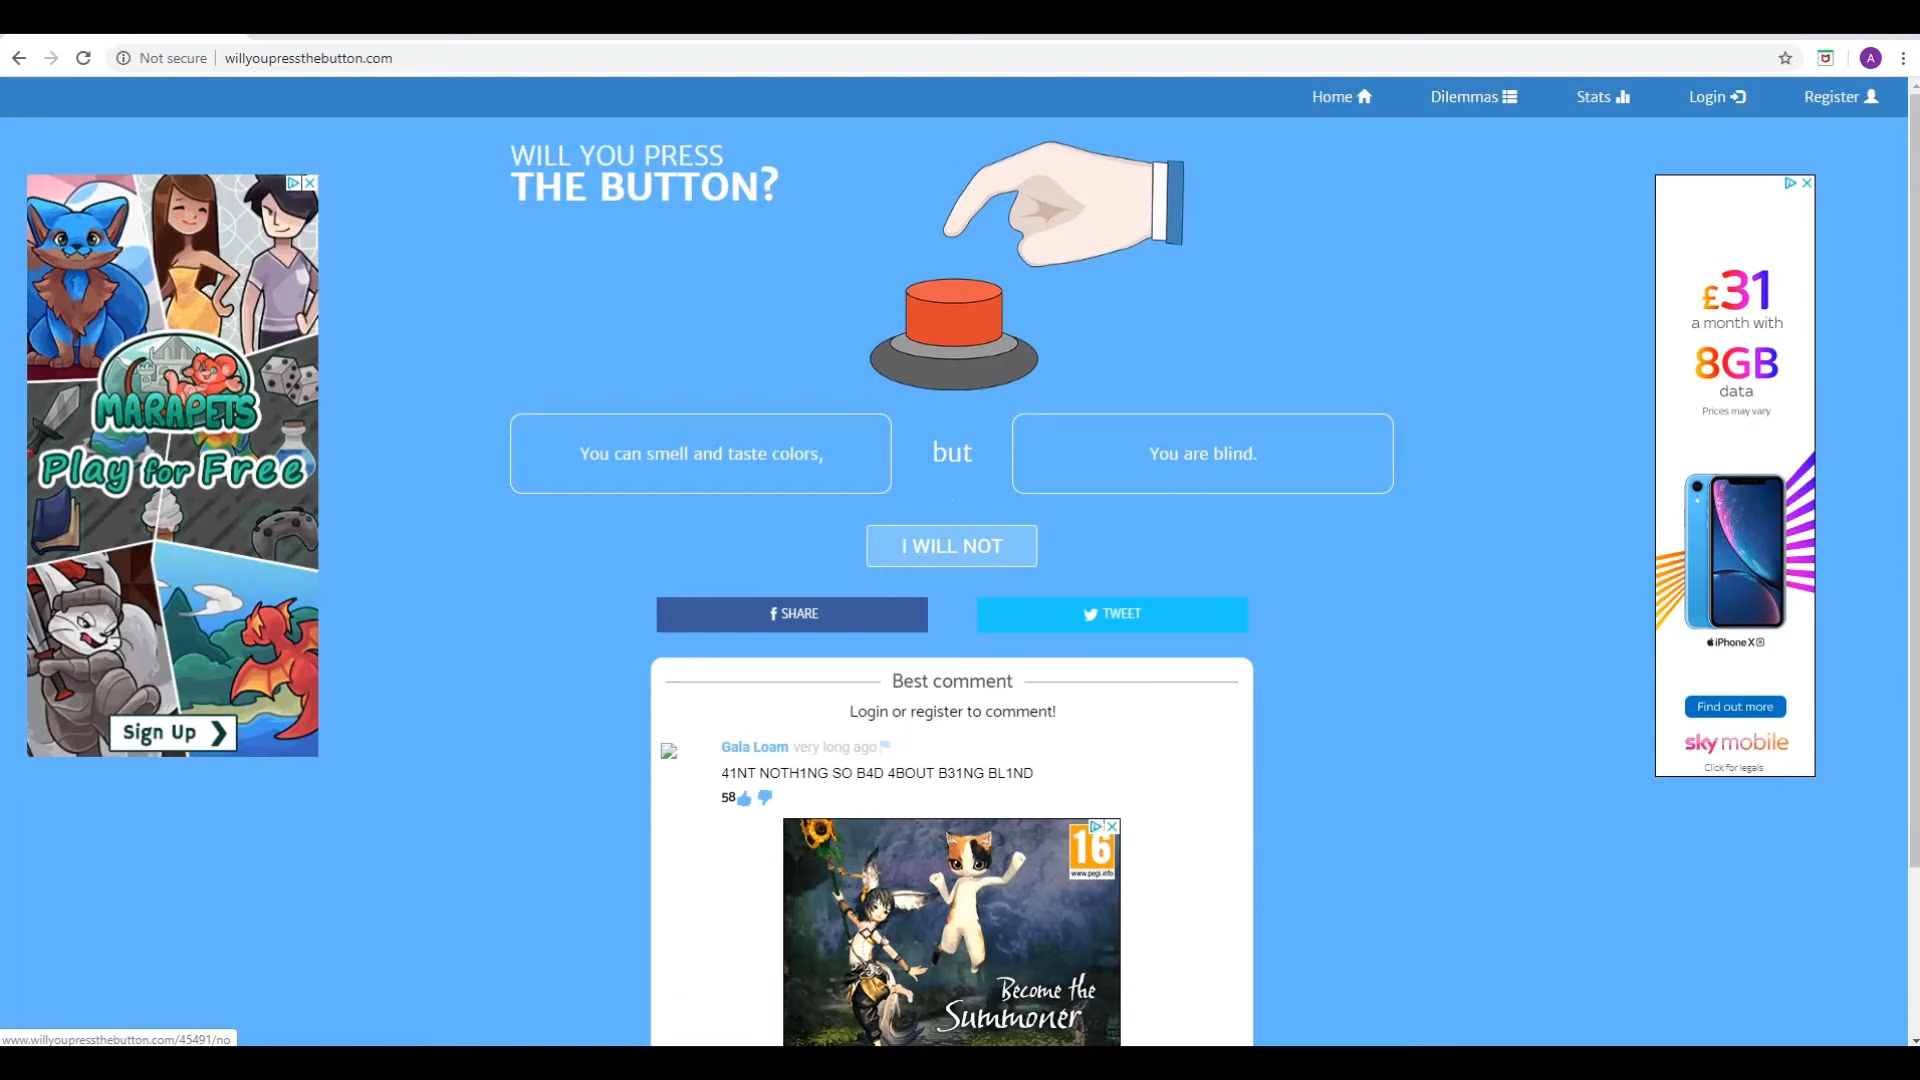 Not secure willyoupressthebutton.com
A
Home Dilemmas Stats Login Register
WILL YOU PRESS
THE BUTTON?
You can smell and taste colors,
but
You are blind.
I WILL NOT
SHARE
TWEET
Best comment
Login or register to comment!
Gala Loam very long ago
41NT NOTH1NG SO B4D 4BOUT B31NG BL1ND
58
16
www.pegi.info
Become the
Summoner
MARAPETS
Play for Free
Sign Up
£31
a month with
8GB
data
Prices may vary
iPhone XR
Find out more
sky mobile
Click for legals
www.willyoupressthebutton.com/45491/no